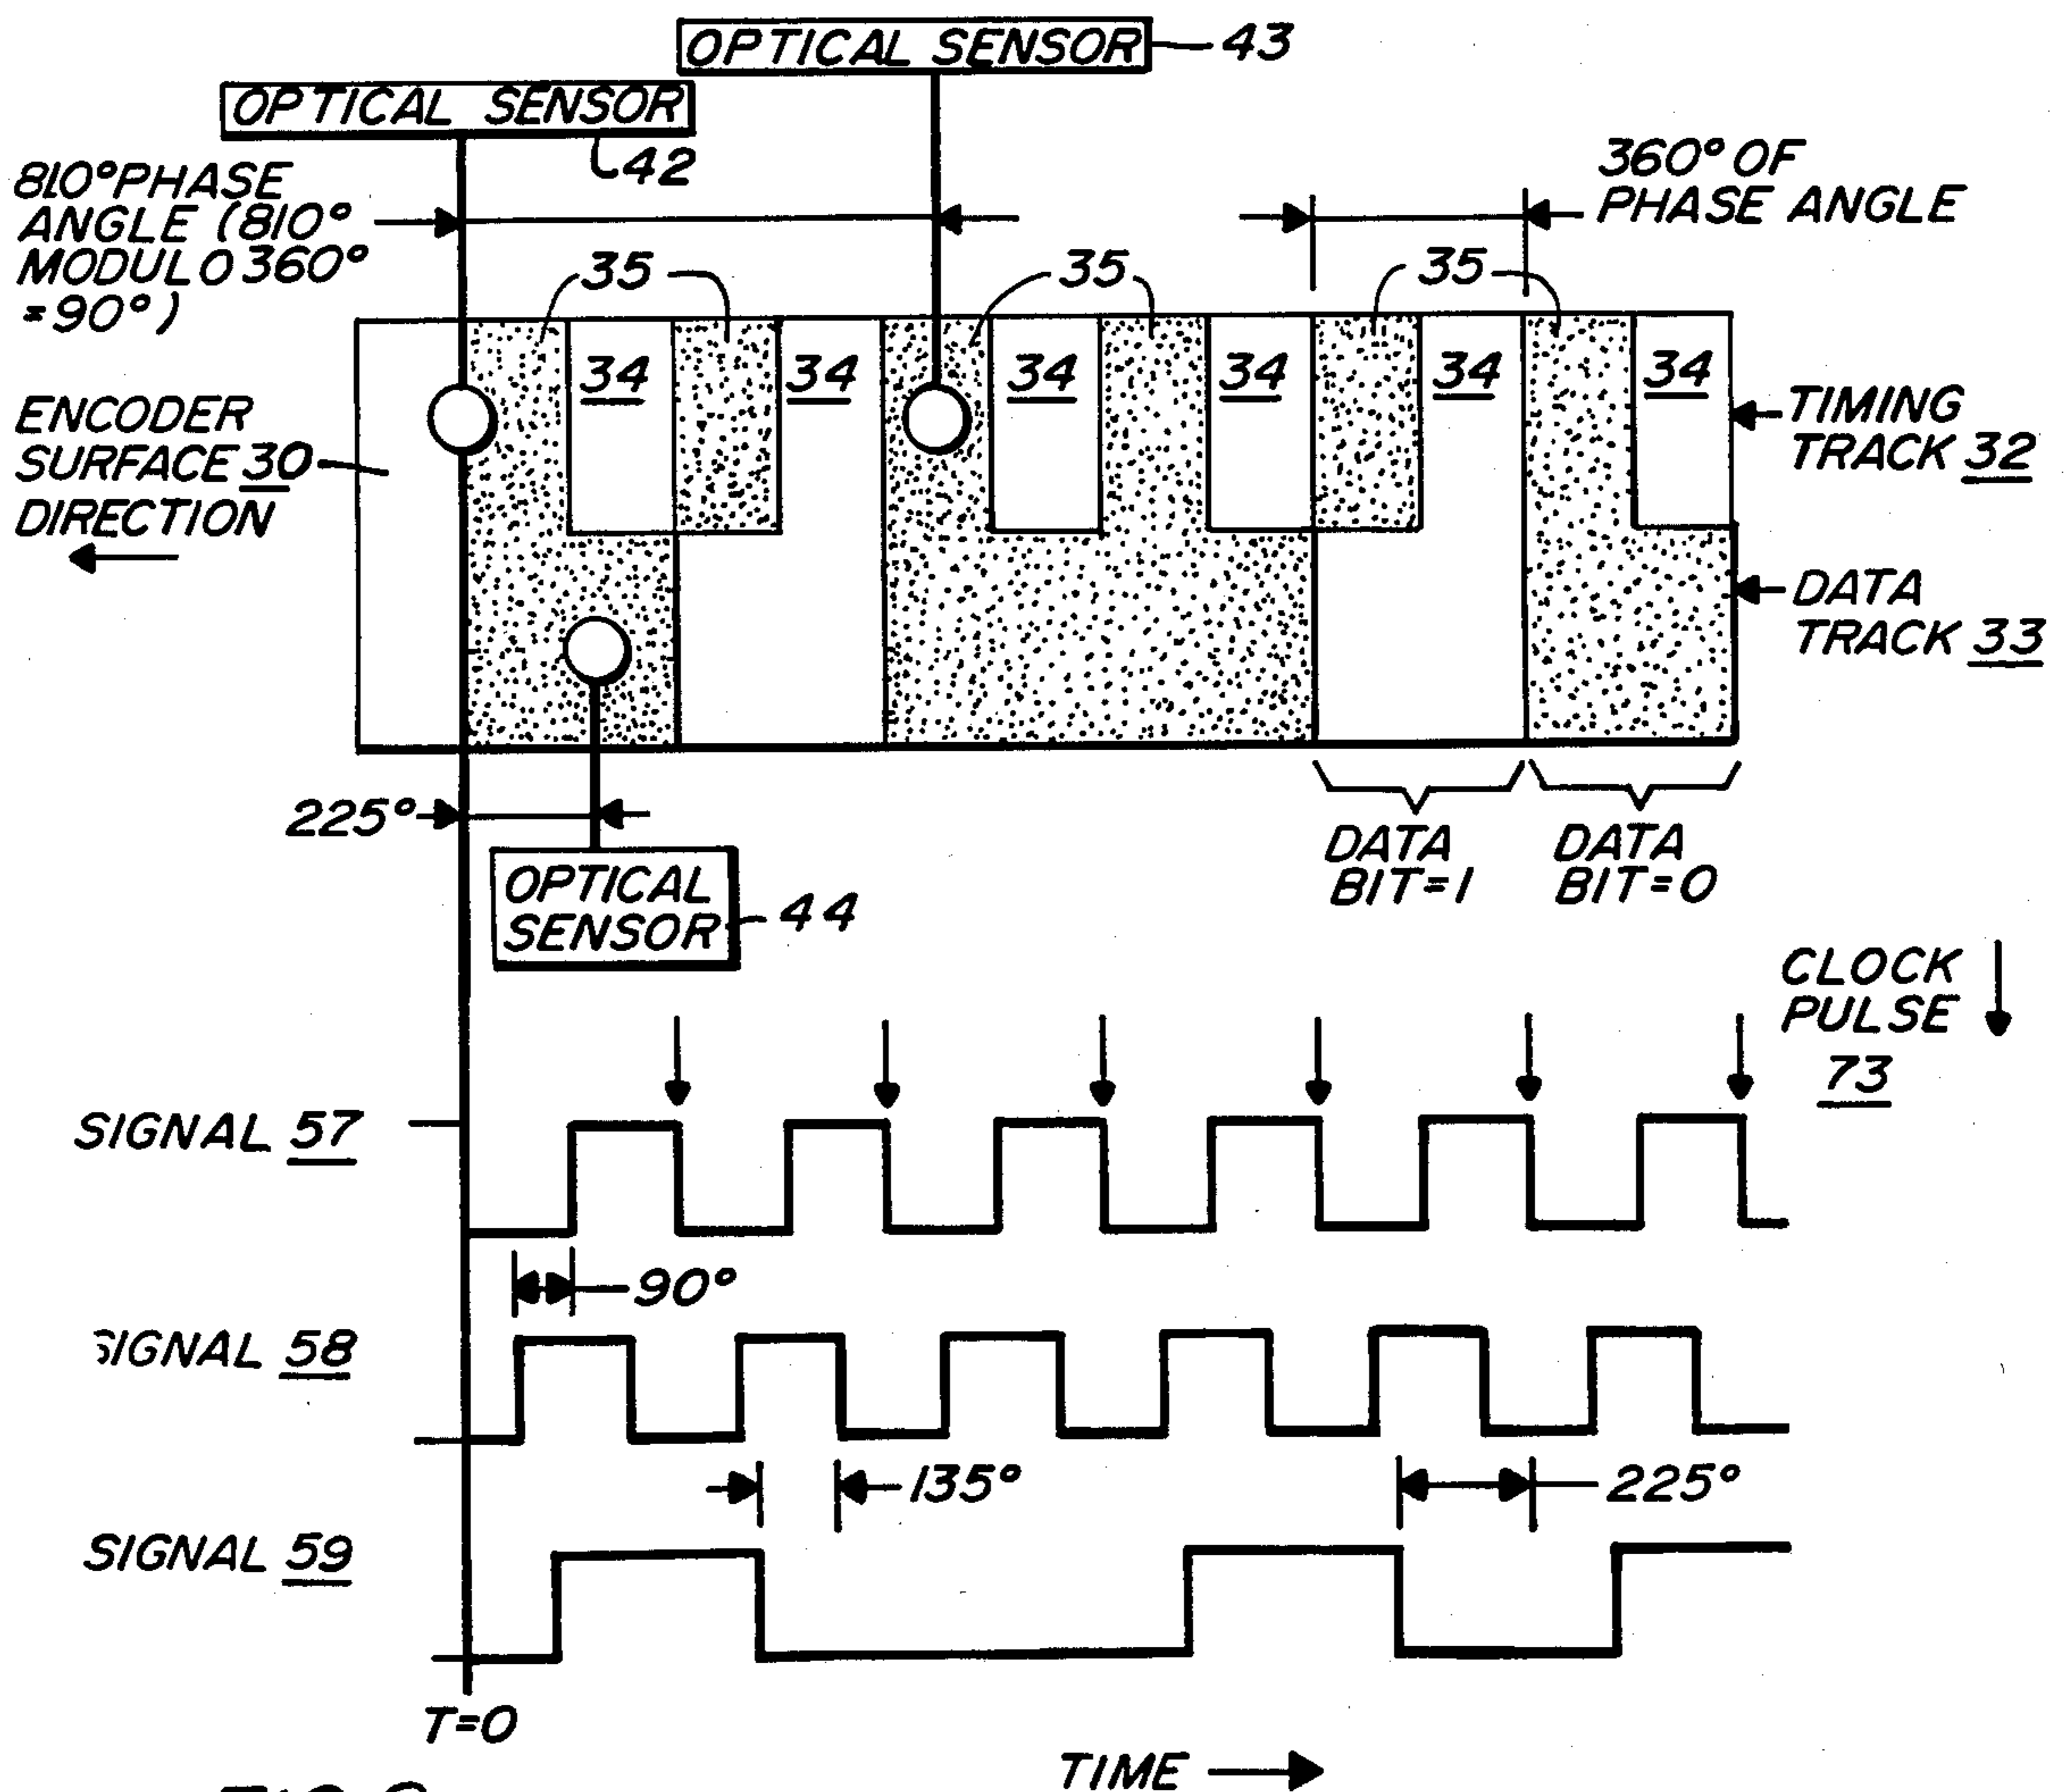 OPTICAL SENSOR
43
OPTICAL SENSOR
42
810° PHASE
ANGLE (810°
MODULO 360°
=90°)
360° OF
PHASE ANGLE
35
35
35
34
34
34
34
34
34
ENCODER
SURFACE 30
DIRECTION
TIMING
TRACK 32
DATA
TRACK 33
225°
OPTICAL
SENSOR
44
DATA
BIT=1
DATA
BIT=0
CLOCK
PULSE
73
SIGNAL 57
90°
SIGNAL 58
135°
225°
SIGNAL 59
T=0
TIME